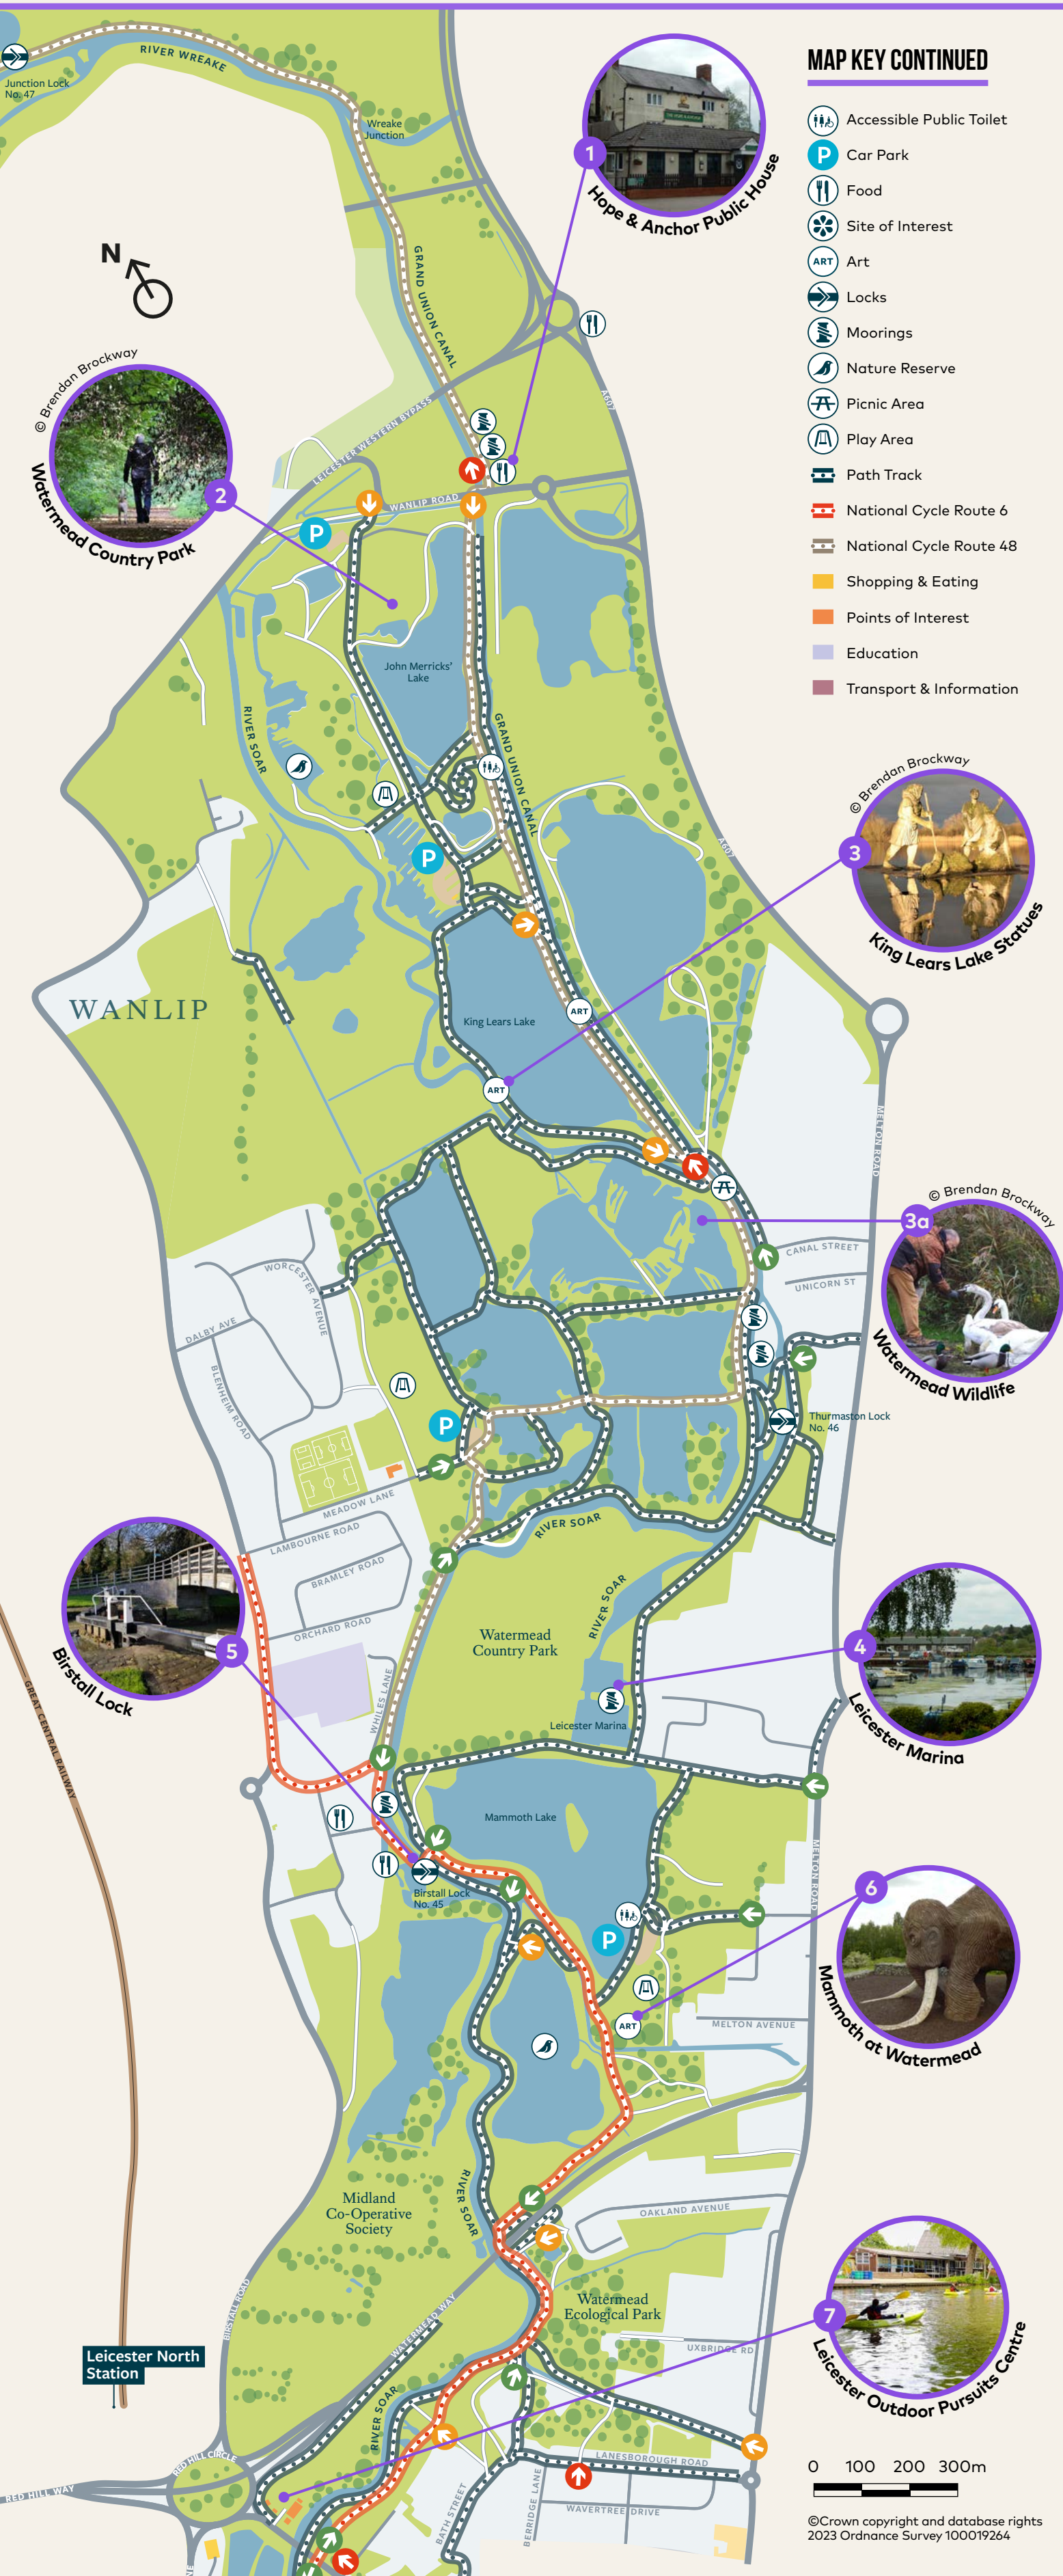 RIVER WREAKE
Junction Lock
No. 47
Wreake
Junction
MAP KEY CONTINUED
Accessible Public Toilet
P Car Park
Food
Site of Interest
ART Art
Locks
Moorings
Nature Reserve
Picnic Area
Play Area
Path Track
National Cycle Route 6
National Cycle Route 48
Shopping & Eating
Points of Interest
Education
Transport & Information
1
Hope & Anchor Public House
N
GRAND UNION CANAL
A607
LEICESTER WESTERN BYPASS
WANLIP ROAD
© Brendan Brockway
2
Watermead Country Park
P
John Merricks'
Lake
RIVER SOAR
GRAND UNION CANAL
P
A607
© Brendan Brockway
3
King Lears Lake Statues
WANLIP
King Lears Lake
ART
ART
MELTON ROAD
© Brendan Brockway
3a
Watermead Wildlife
CANAL STREET
UNICORN ST
WORCESTER AVENUE
DALBY AVE
BLENHEIM ROAD
P
Thurmaston Lock
No. 46
MEADOW LANE
LAMBOURNE ROAD
BRAMLEY ROAD
ORCHARD ROAD
RIVER SOAR
RIVER SOAR
Watermead
Country Park
WHILES LANE
5
Birstall Lock
4
Leicester Marina
Leicester Marina
GREAT CENTRAL RAILWAY
Mammoth Lake
Birstall Lock
No. 45
MELTON ROAD
P
ART
6
Mammoth at Watermead
MELTON AVENUE
RIVER SOAR
Midland
Co-Operative
Society
OAKLAND AVENUE
Watermead
Ecological Park
WATERMEAD WAY
BIRSTALL ROAD
UXBRIDGE RD
7
Leicester Outdoor Pursuits Centre
Leicester North
Station
RIVER SOAR
RED HILL CIRCLE
RED HILL WAY
LANESBOROUGH ROAD
BATH STREET
BERRIDGE LANE
WAVERTREE DRIVE
0 100 200 300m
©Crown copyright and database rights
2023 Ordnance Survey 100019264